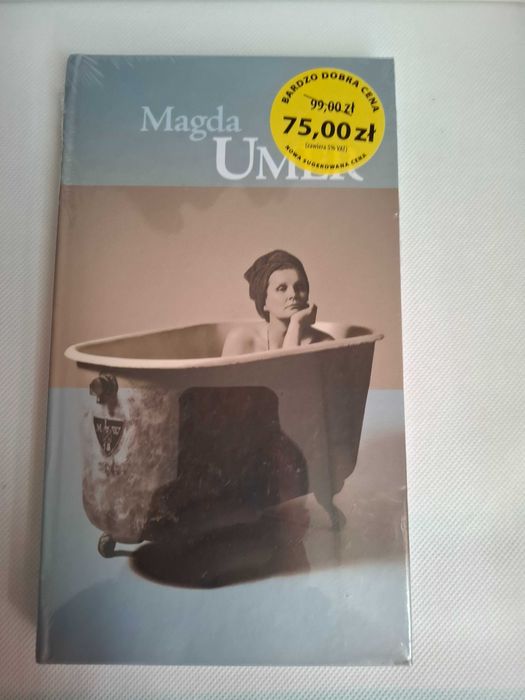 Magda
UMER
BARDZO DOBRA CENA
99,00 zł
75,00 zł
(zawiera 5% VAT)
NOWA SUGEROWANA CENA